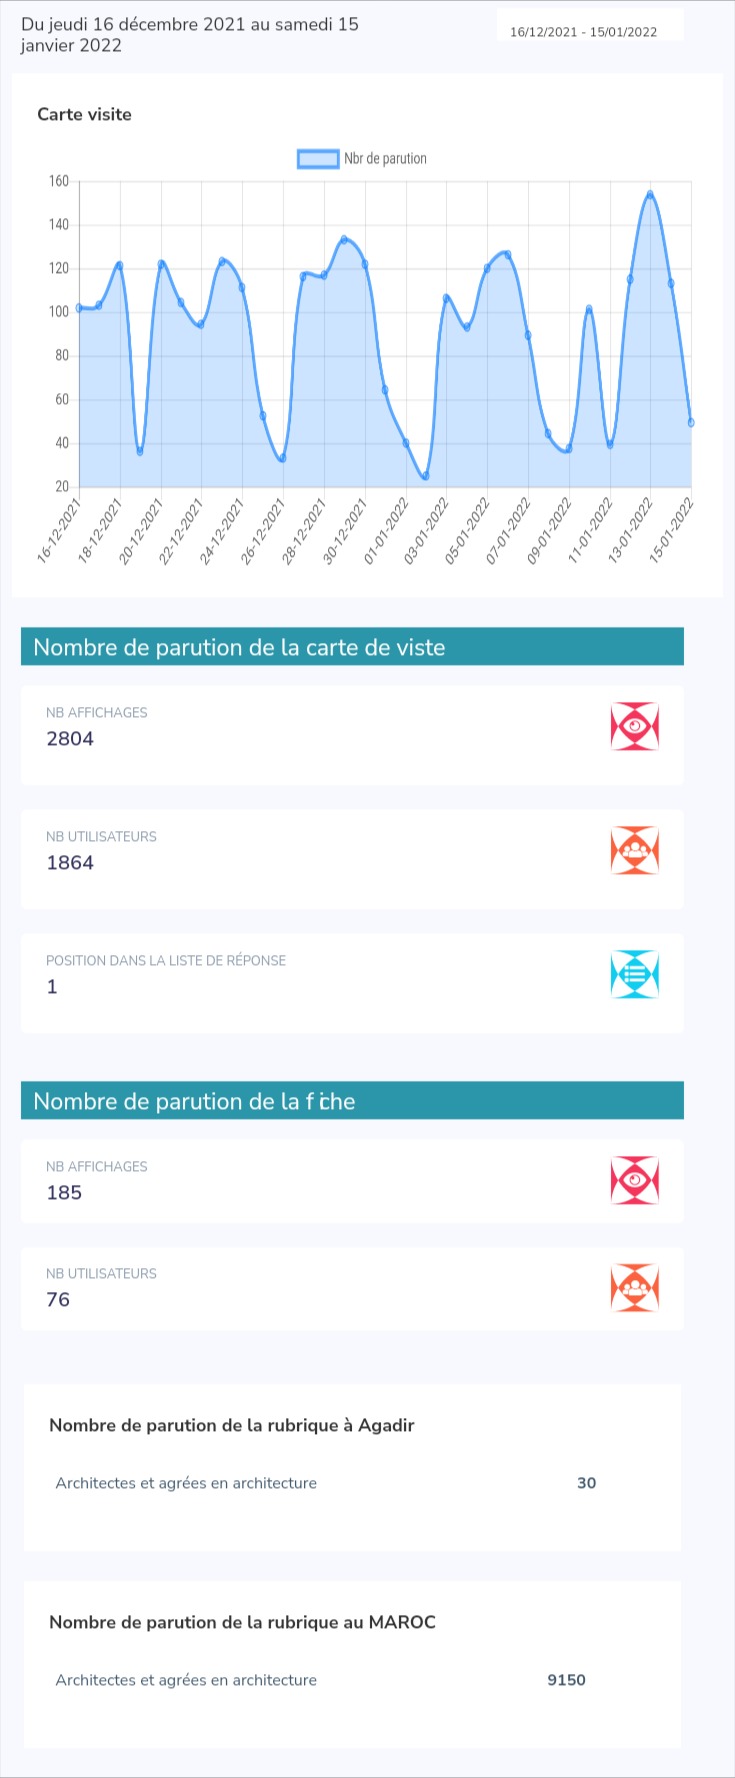 Du jeudi 16 décembre 2021 au samedi 15
janvier 2022
16/12/2021 - 15/01/2022
Carte visite
Nbr de parution
160
140
120
100
80
60
40
20
16-12-2021
18-12-2021
20-12-2021
22-12-2021
24-12-2021
26-12-2021
28-12-2021
30-12-2021
01-01-2022
03-01-2022
05-01-2022
07-01-2022
09-01-2022
11-01-2022
13-01-2022
15-01-2022
Nombre de parution de la carte de viste
NB AFFICHAGES
2804
NB UTILISATEURS
1864
POSITION DANS LA LISTE DE RÉPONSE
1
Nombre de parution de la fiche
NB AFFICHAGES
185
NB UTILISATEURS
76
Nombre de parution de la rubrique à Agadir
Architectes et agrées en architecture 30
Nombre de parution de la rubrique au MAROC
Architectes et agrées en architecture 9150